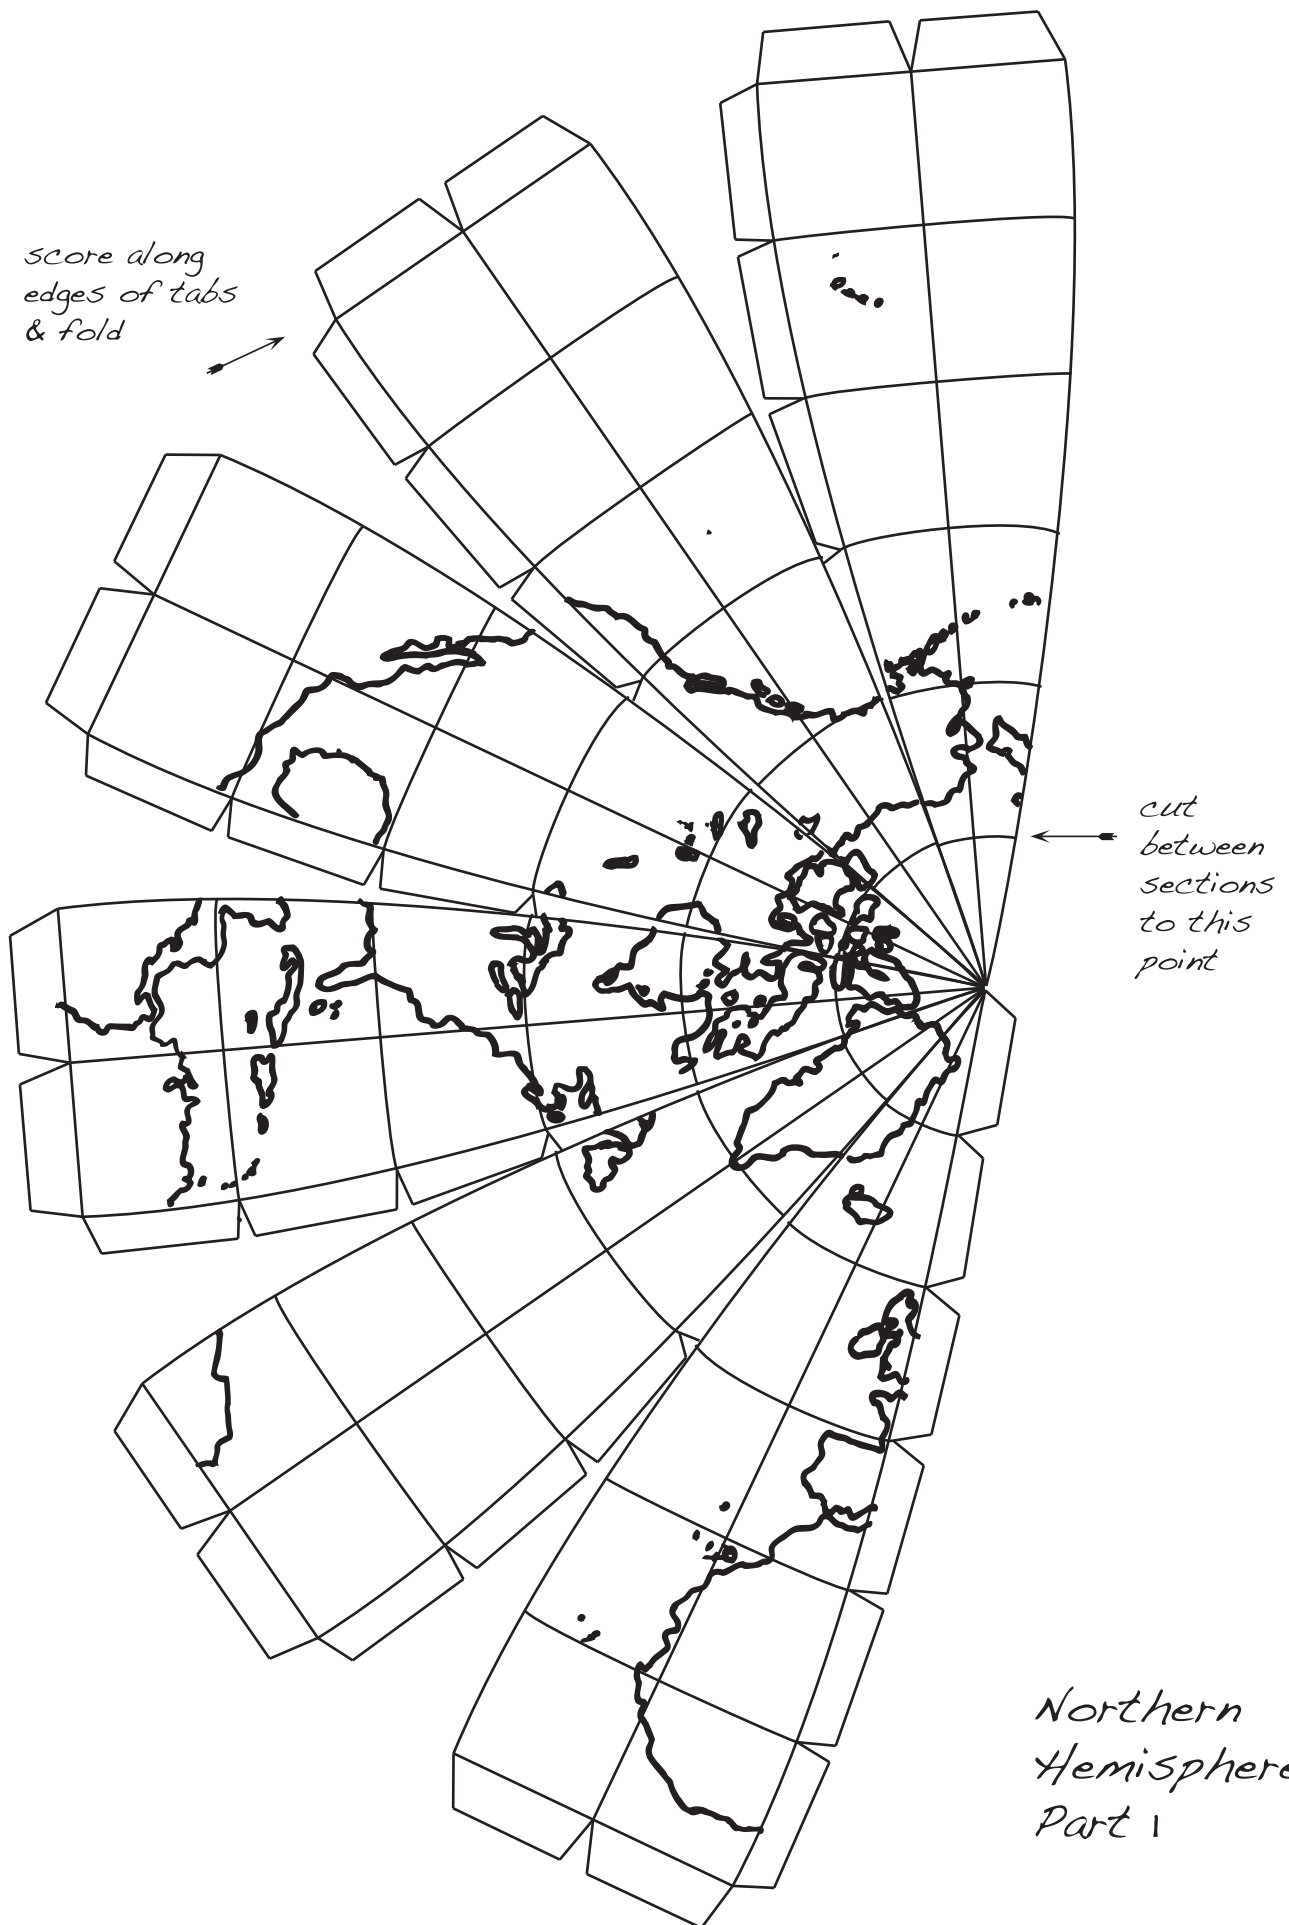 score along
edges of tabs
& fold
cut
between
sections
to this
point
Northern
Hemisphere
Part 1